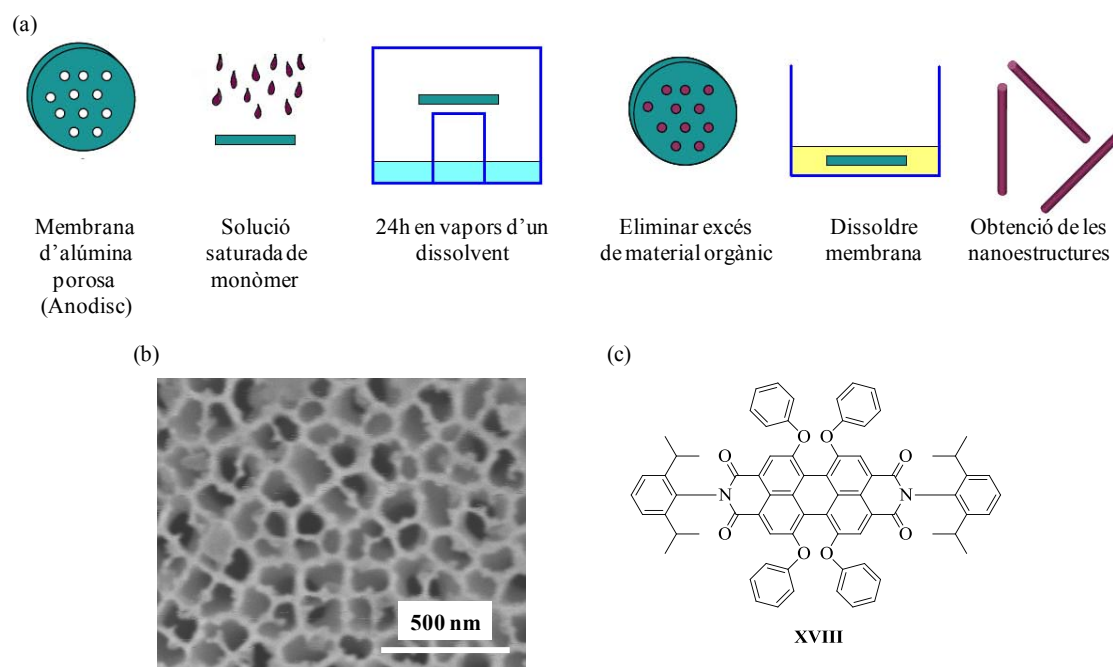 (a)
Membrana
d’alúmina
porosa
(Anodisc)
Solució
saturada de
monòmer
24h en vapors d’un
dissolvent
Eliminar excés
de material orgànic
Dissoldre
membrana
Obtenció de les
nanoestructures
(b)
500 nm
(c)
O
O
O
O
N
N
O
O
O
O
XVIII